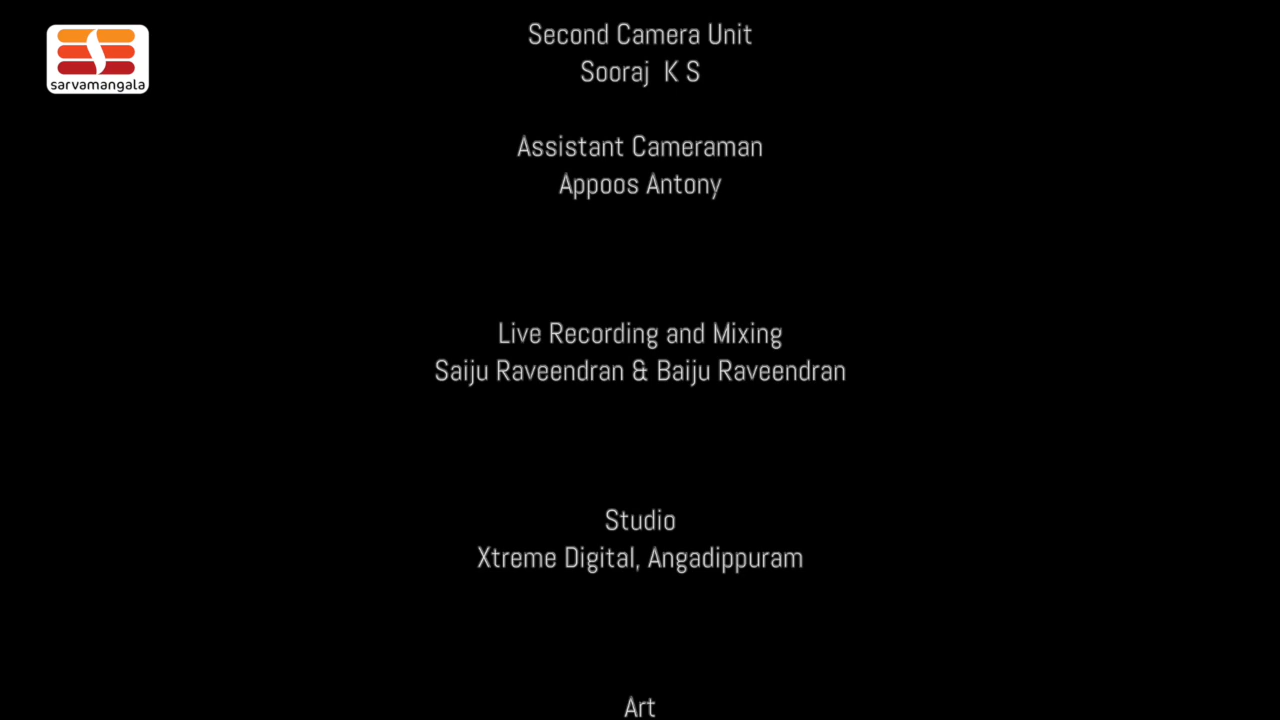 sarvamangala
Second Camera Unit
Sooraj  K S
Assistant Cameraman
Appoos Antony
Live Recording and Mixing
Saiju Raveendran & Baiju Raveendran
Studio
Xtreme Digital, Angadippuram
Art